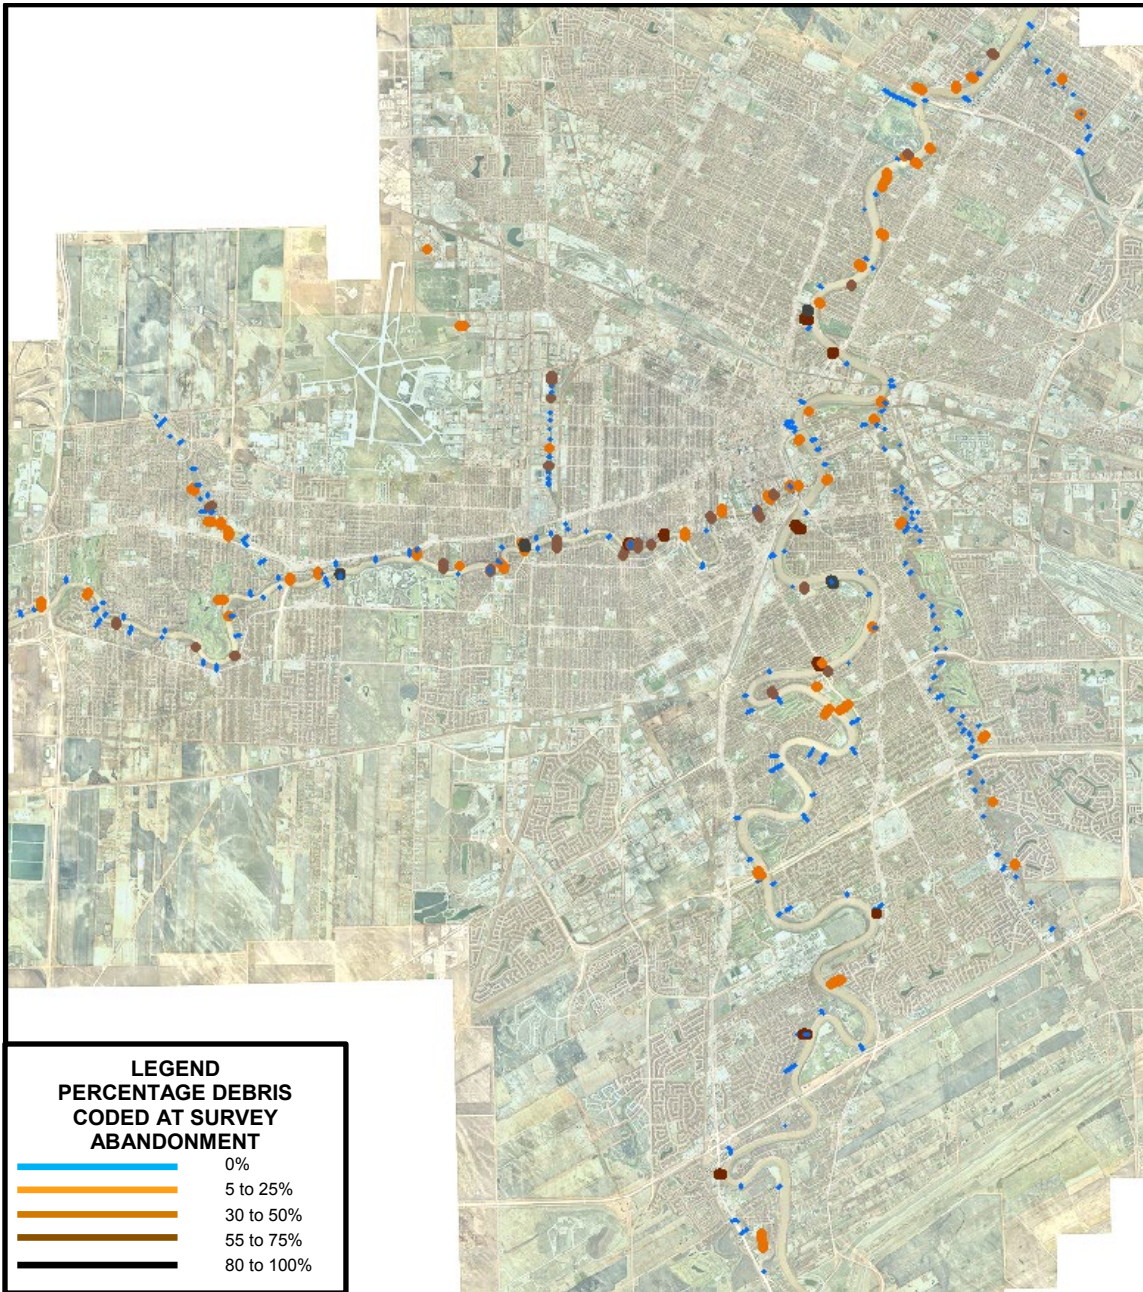 LEGEND
PERCENTAGE DEBRIS
CODED AT SURVEY
ABANDONMENT
0%
5 to 25%
30 to 50%
55 to 75%
80 to 100%